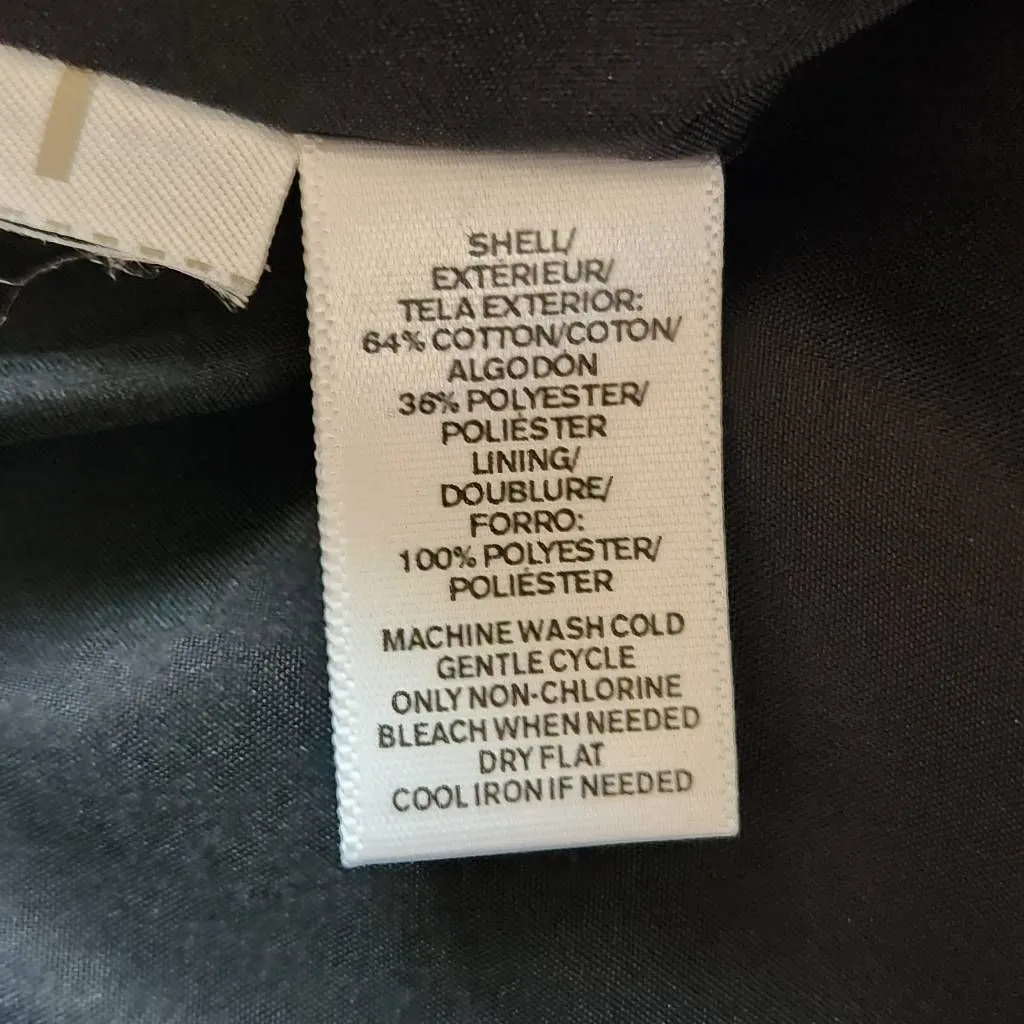 SHELL/
EXTÉRIEUR/
TELA EXTERIOR:
64% COTTON/COTON/
ALGODÓN
36% POLYESTER/
POLIÉSTER
LINING/
DOUBLURE/
FORRO:
100% POLYESTER/
POLIÉSTER
MACHINE WASH COLD
GENTLE CYCLE
ONLY NON-CHLORINE
BLEACH WHEN NEEDED
DRY FLAT
COOL IRON IF NEEDED